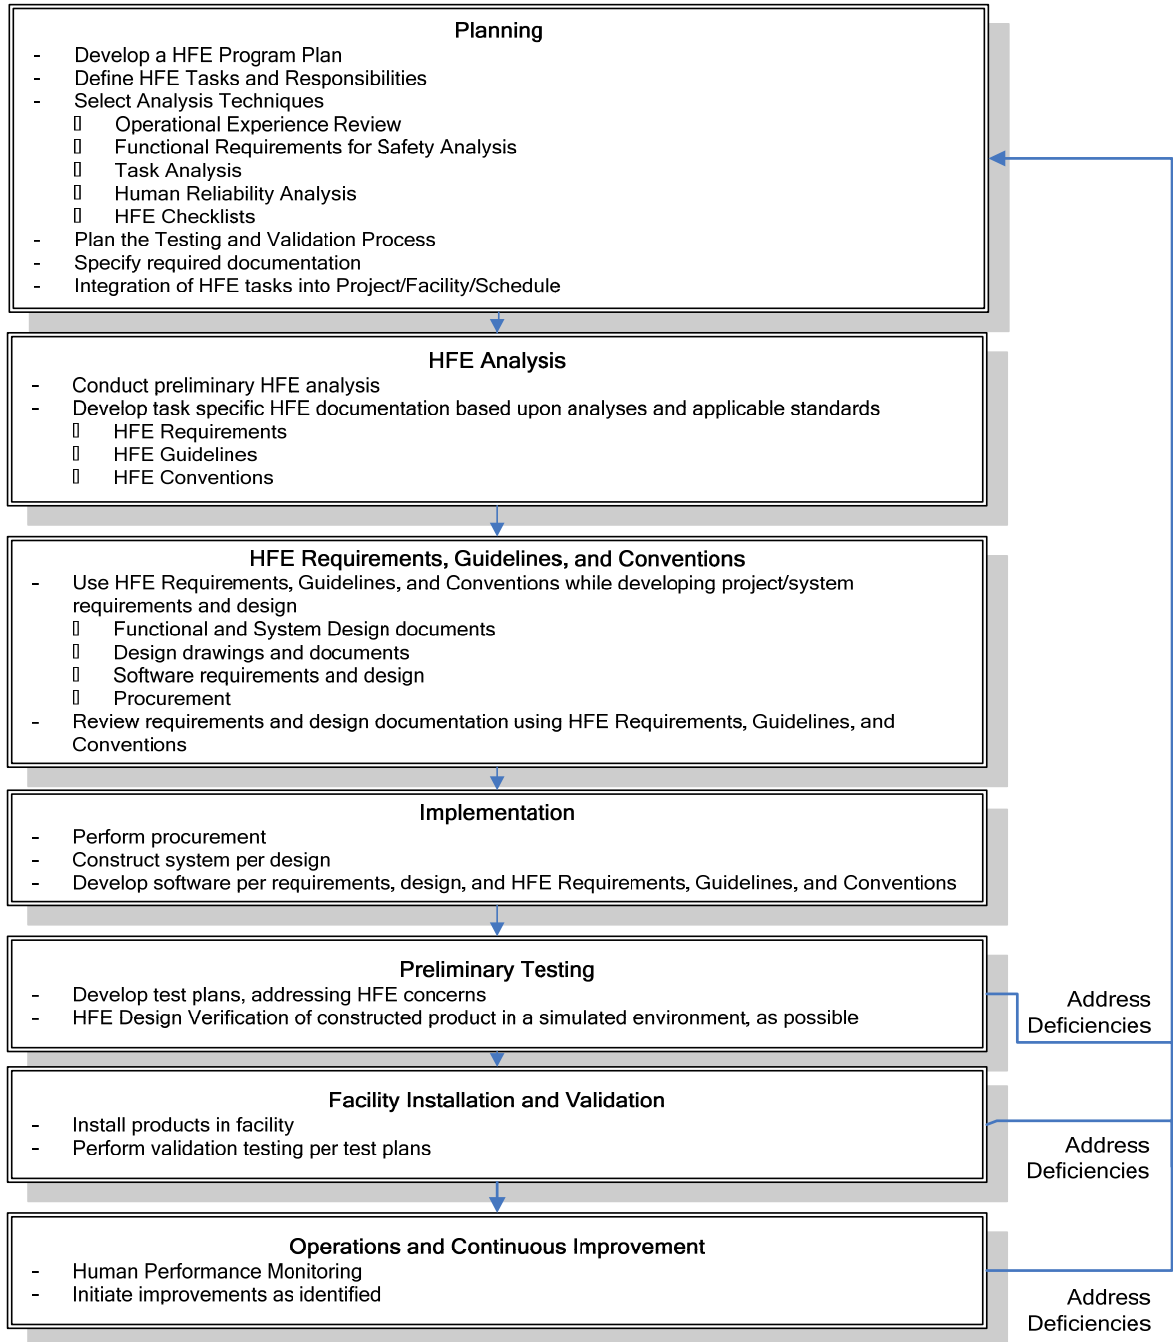 Planning
- Develop a HFE Program Plan
- Define HFE Tasks and Responsibilities
- Select Analysis Techniques
▯ Operational Experience Review
▯ Functional Requirements for Safety Analysis
▯ Task Analysis
▯ Human Reliability Analysis
▯ HFE Checklists
- Plan the Testing and Validation Process
- Specify required documentation
- Integration of HFE tasks into Project/Facility/Schedule
HFE Analysis
- Conduct preliminary HFE analysis
- Develop task specific HFE documentation based upon analyses and applicable standards
▯ HFE Requirements
▯ HFE Guidelines
▯ HFE Conventions
HFE Requirements, Guidelines, and Conventions
- Use HFE Requirements, Guidelines, and Conventions while developing project/system
requirements and design
▯ Functional and System Design documents
▯ Design drawings and documents
▯ Software requirements and design
▯ Procurement
- Review requirements and design documentation using HFE Requirements, Guidelines, and
Conventions
Implementation
- Perform procurement
- Construct system per design
- Develop software per requirements, design, and HFE Requirements, Guidelines, and Conventions
Preliminary Testing
- Develop test plans, addressing HFE concerns
- HFE Design Verification of constructed product in a simulated environment, as possible
Address
Deficiencies
Facility Installation and Validation
- Install products in facility
- Perform validation testing per test plans
Address
Deficiencies
Operations and Continuous Improvement
- Human Performance Monitoring
- Initiate improvements as identified
Address
Deficiencies